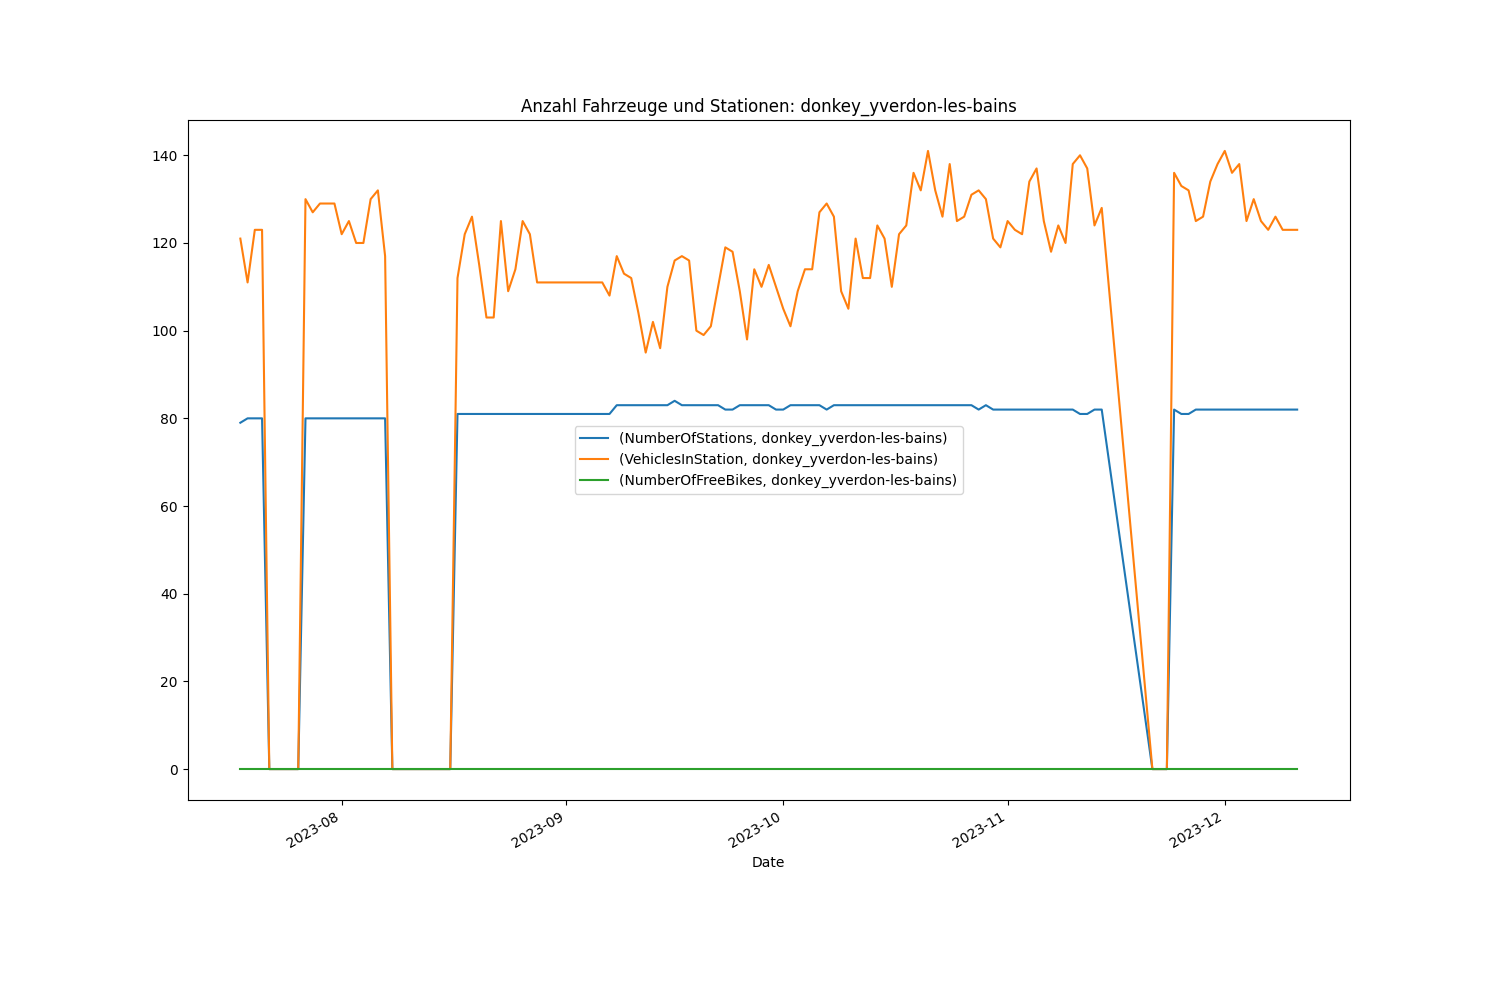 Anzahl Fahrzeuge und Stationen: donkey_yverdon-les-bains
140
120
100
80
60
40
20
0
(NumberOfStations, donkey_yverdon-les-bains)
(VehiclesInStation, donkey_yverdon-les-bains)
(NumberOfFreeBikes, donkey_yverdon-les-bains)
2023-08
2023-09
2023-10
2023-11
2023-12
Date